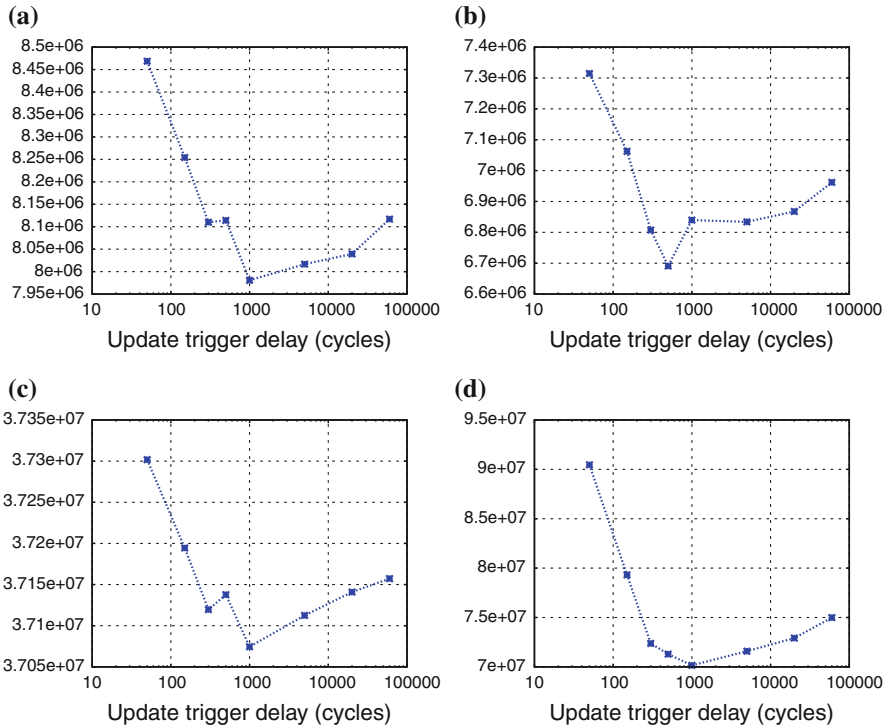 (a)
8.5e+06
8.45e+06
8.4e+06
8.35e+06
8.3e+06
8.25e+06
8.2e+06
8.15e+06
8.1e+06
8.05e+06
8e+06
7.95e+06
10 100 1000 10000 100000
Update trigger delay (cycles)
(b)
7.4e+06
7.3e+06
7.2e+06
7.1e+06
7e+06
6.9e+06
6.8e+06
6.7e+06
6.6e+06
10 100 1000 10000 100000
Update trigger delay (cycles)
(c)
3.735e+07
3.73e+07
3.725e+07
3.72e+07
3.715e+07
3.71e+07
3.705e+07
10 100 1000 10000 100000
Update trigger delay (cycles)
(d)
9.5e+07
9e+07
8.5e+07
8e+07
7.5e+07
7e+07
10 100 1000 10000 100000
Update trigger delay (cycles)